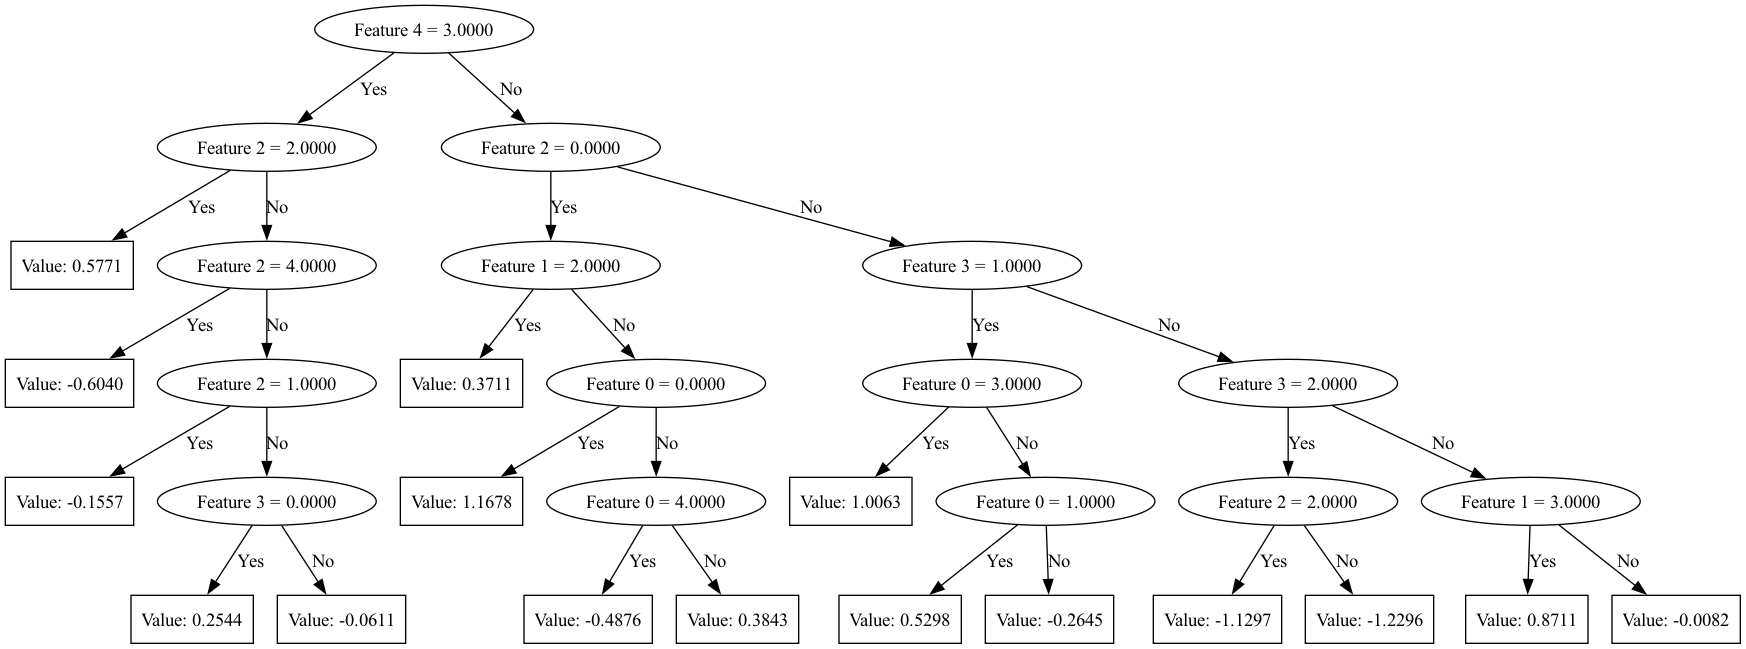 Feature 4 = 3.0000
Yes
No
Feature 2 = 2.0000
Feature 2 = 0.0000
Yes
No
Yes
No
Value: 0.5771
Feature 2 = 4.0000
Feature 1 = 2.0000
Feature 3 = 1.0000
Yes
No
Yes
No
Yes
No
Value: -0.6040
Feature 2 = 1.0000
Value: 0.3711
Feature 0 = 0.0000
Feature 0 = 3.0000
Feature 3 = 2.0000
Yes
No
Yes
No
Yes
No
Yes
No
Value: -0.1557
Feature 3 = 0.0000
Value: 1.1678
Feature 0 = 4.0000
Value: 1.0063
Feature 0 = 1.0000
Feature 2 = 2.0000
Feature 1 = 3.0000
Yes
No
Yes
No
Yes
No
Yes
No
Yes
No
Value: 0.2544
Value: -0.0611
Value: -0.4876
Value: 0.3843
Value: 0.5298
Value: -0.2645
Value: -1.1297
Value: -1.2296
Value: 0.8711
Value: -0.0082